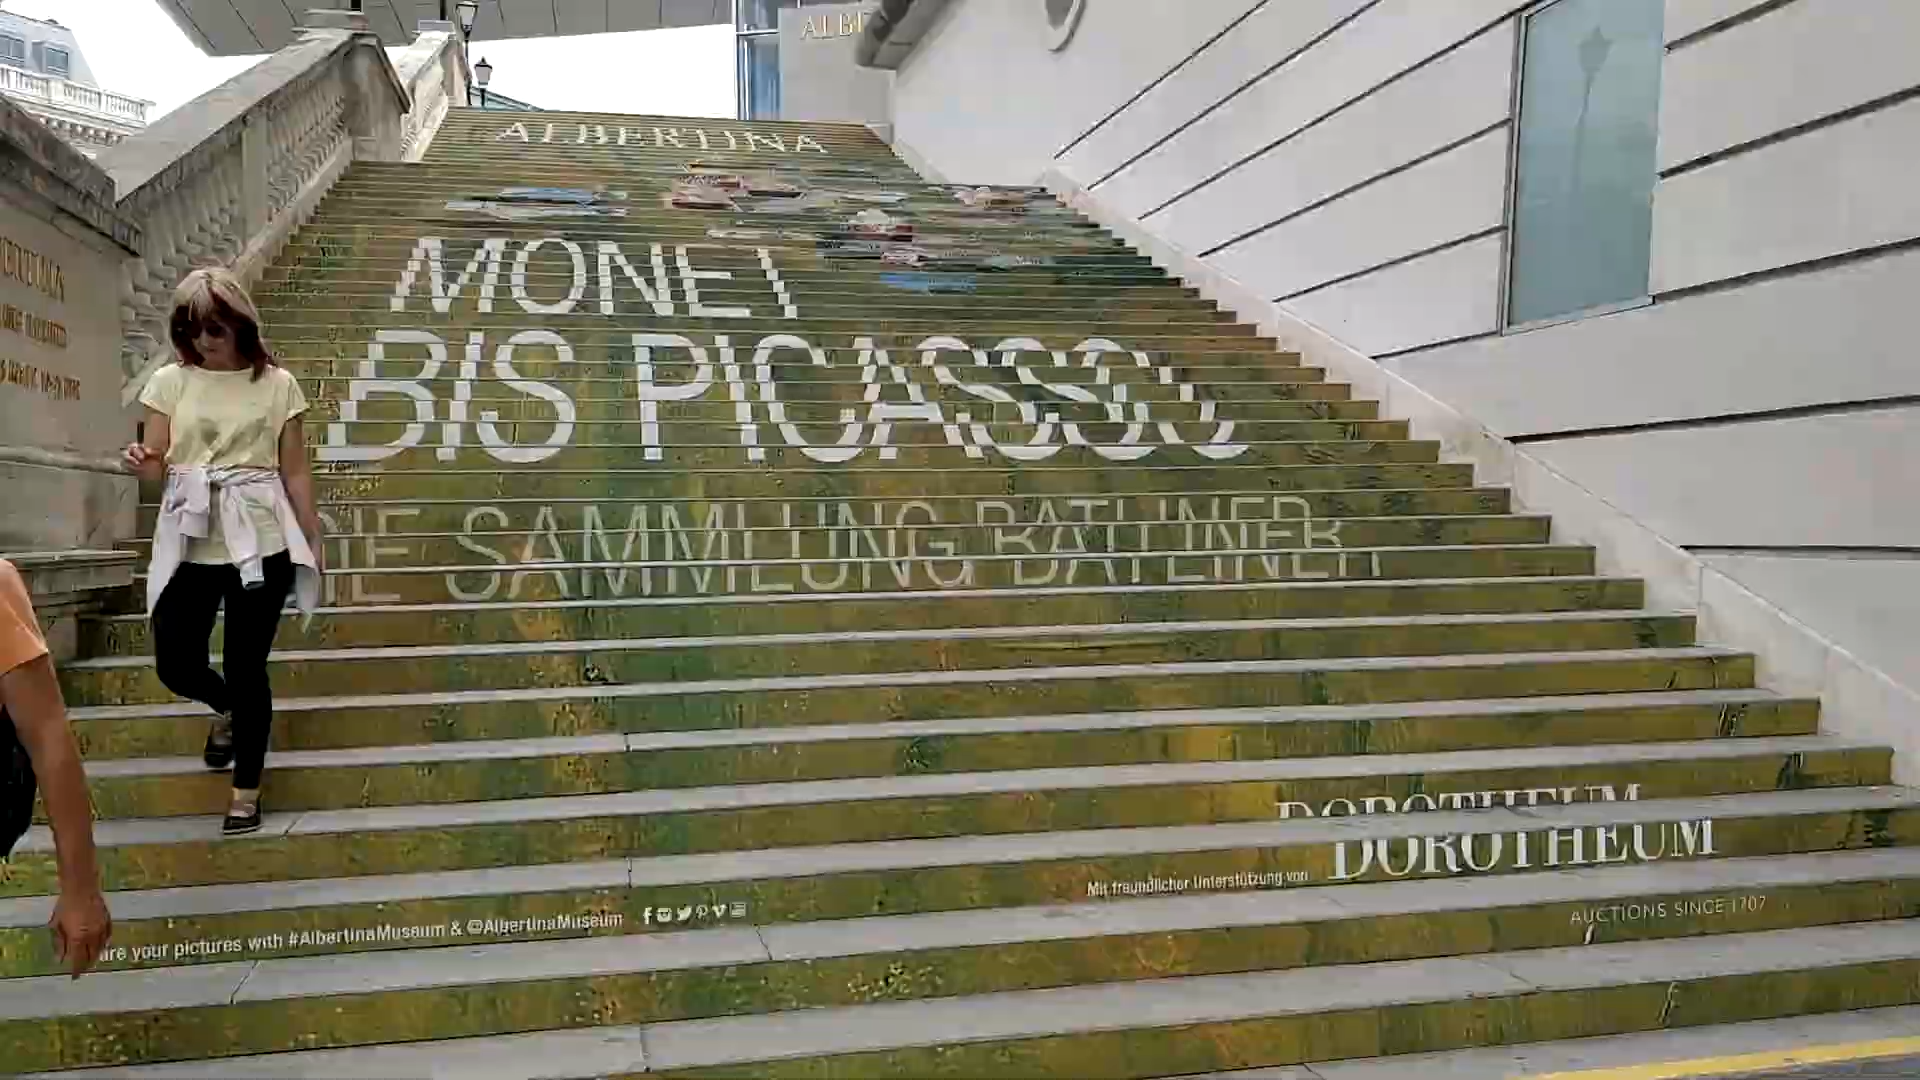 ALBERTINA
MONET
BIS PICASSO
DIE SAMMLUNG BATLINER
DOROTHEUM
Mit freundlicher Unterstützung von
AUCTIONS SINCE 1707
are your pictures with #AlbertinaMuseum & @AlbertinaMuseum